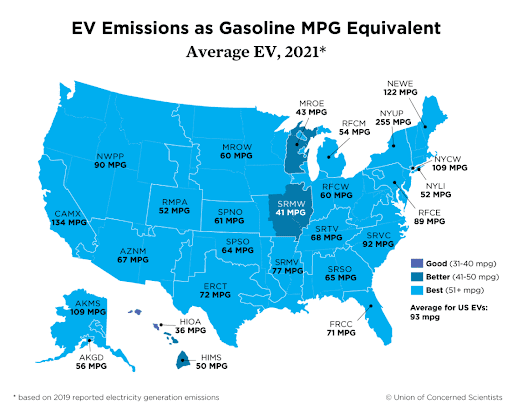 EV Emissions as Gasoline MPG Equivalent
Average EV, 2021*
NEWE
122 MPG
MROE
43 MPG
NYUP
255 MPG
RFCM
54 MPG
MROW
60 MPG
NWPP
90 MPG
NYCW
109 MPG
NYLI
52 MPG
RFCW
60 MPG
RMPA
52 MPG
SRMW
41 MPG
CAMX
134 MPG
SPNO
61 MPG
RFCE
89 MPG
SRTV
68 MPG
SRVC
92 MPG
SPSO
64 MPG
AZNM
67 MPG
SRMV
77 MPG
SRSO
65 MPG
ERCT
72 MPG
Good (31-40 mpg)
Better (41-50 mpg)
Best (51+ mpg)
Average for US EVs:
93 mpg
AKMS
109 MPG
HIOA
36 MPG
FRCC
71 MPG
AKGD
56 MPG
HIMS
50 MPG
* based on 2019 reported electricity generation emissions
© Union of Concerned Scientists